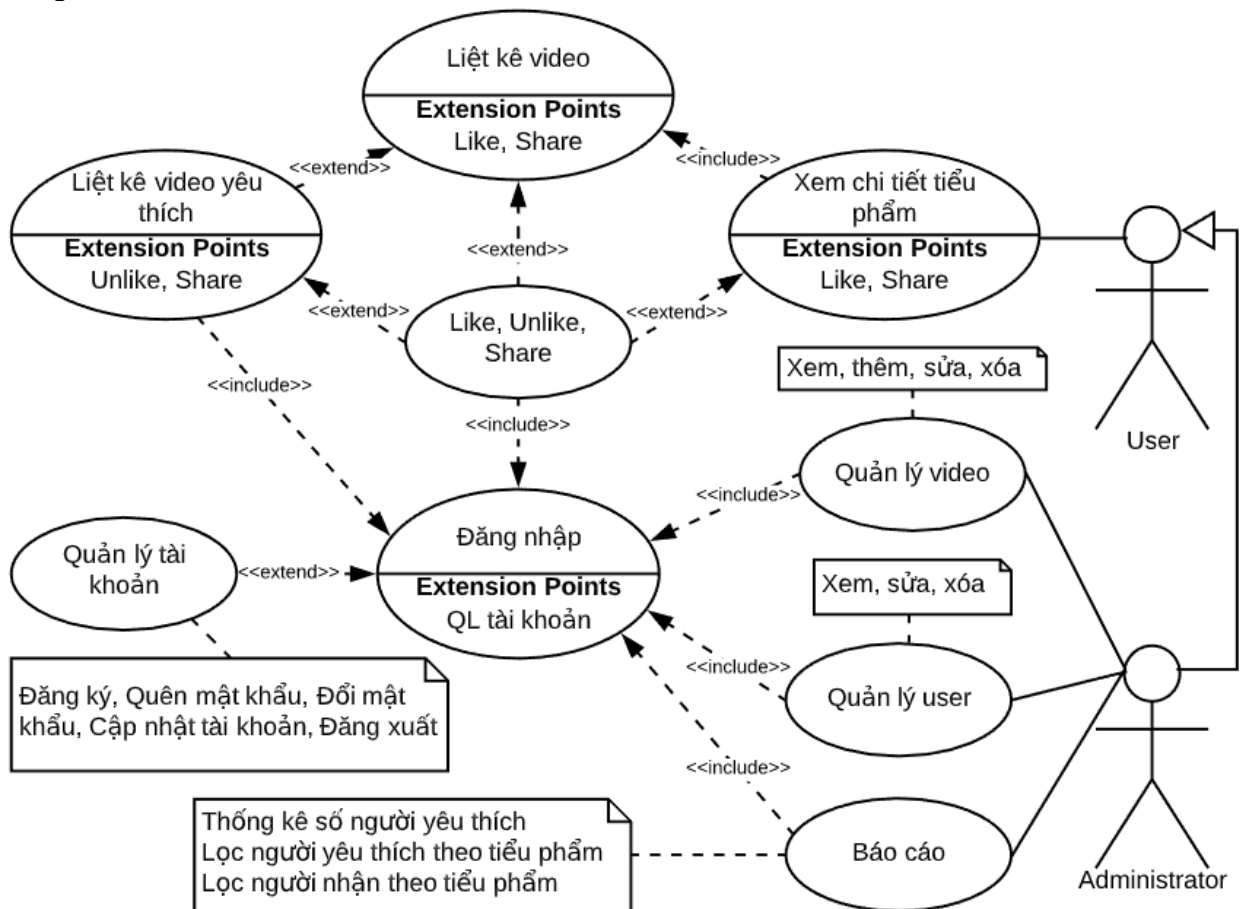 Liệt kê video
Extension Points
Like, Share
<<extend>>
<<include>>
Liệt kê video yêu
thích
Extension Points
Unlike, Share
Xem chi tiết tiểu
phẩm
Extension Points
Like, Share
<<extend>>
<<extend>>
<<extend>>
Like, Unlike,
Share
Xem, thêm, sửa, xóa
<<include>>
<<include>>
User
Quản lý video
<<include>>
Đăng nhập
Extension Points
QL tài khoản
Quản lý tài
khoản
<<extend>>
Xem, sửa, xóa
<<include>>
Quản lý user
Đăng ký, Quên mật khẩu, Đổi mật
khẩu, Cập nhật tài khoản, Đăng xuất
<<include>>
Thống kê số người yêu thích
Lọc người yêu thích theo tiểu phẩm
Lọc người nhận theo tiểu phẩm
Báo cáo
Administrator